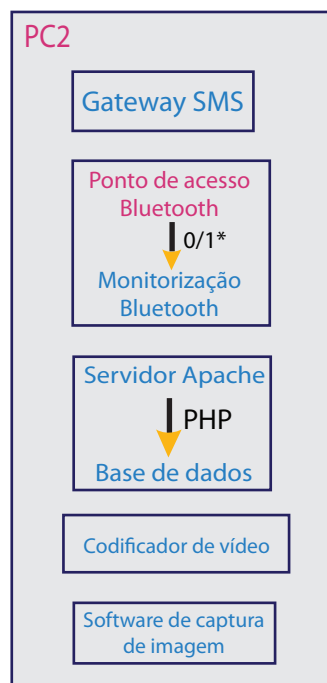 PC2
Gateway SMS
Ponto de acesso
Bluetooth
0/1*
Monitorização
Bluetooth
Servidor Apache
PHP
Base de dados
Codificador de vídeo
Software de captura
de imagem